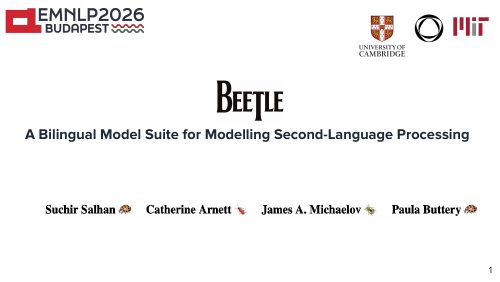 EMNLP2026
BUDAPEST
UNIVERSITY OF
CAMBRIDGE
MIT
BEETLE
A Bilingual Model Suite for Modelling Second-Language Processing
Suchir Salhan Catherine Arnett James A. Michaelov Paula Buttery
1